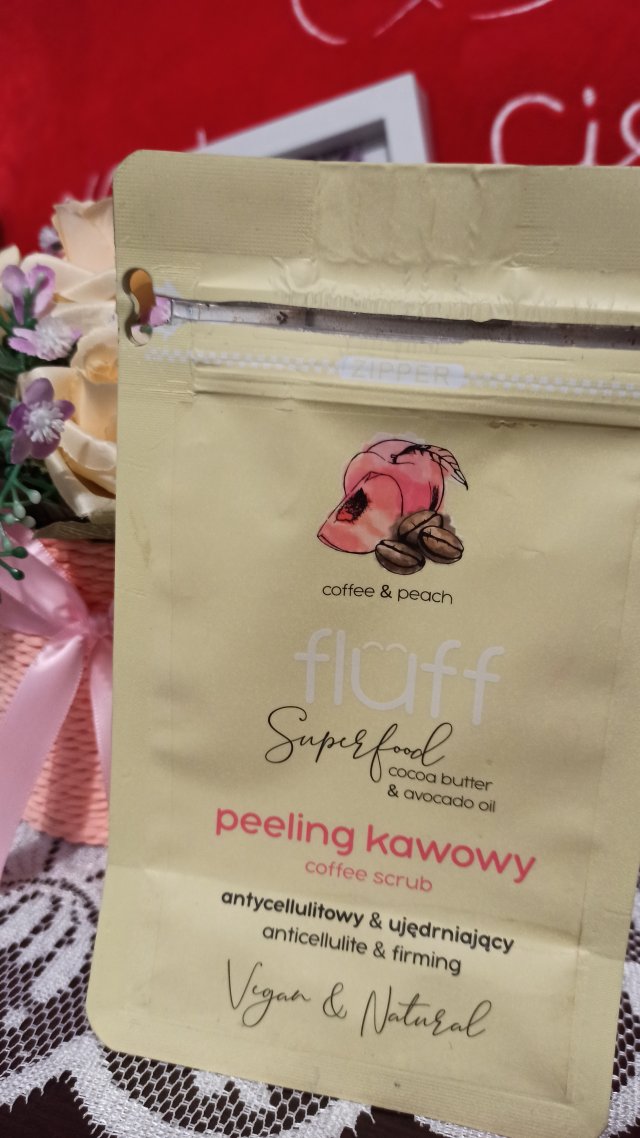 ZIPPER
coffee & peach
fluff
Superfood
cocoa butter
& avocado oil
peeling kawowy
coffee scrub
antycellulitowy & ujędrniający
anticellulite & firming
Vegan & Natural